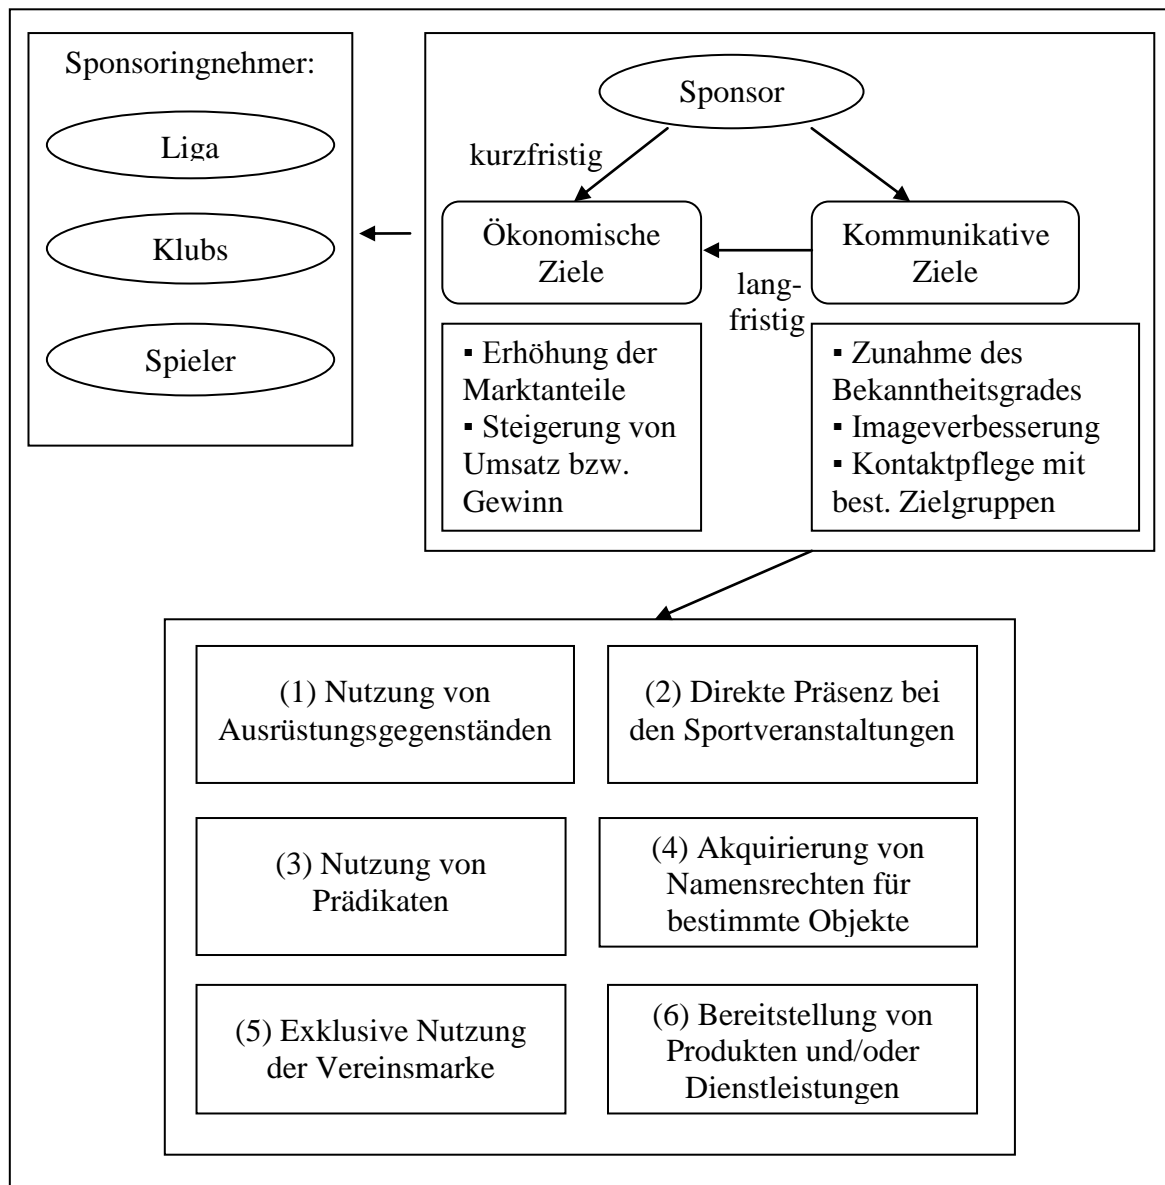 Sponsoringnehmer:
Liga
Klubs
Spieler
Sponsor
kurzfristig
Ökonomische
Ziele
Kommunikative
Ziele
lang-
fristig
▪ Erhöhung der
Marktanteile
▪ Steigerung von
Umsatz bzw.
Gewinn
▪ Zunahme des
Bekanntheitsgrades
▪ Imageverbesserung
▪ Kontaktpflege mit
best. Zielgruppen
(1) Nutzung von
Ausrüstungsgegenständen
(2) Direkte Präsenz bei
den Sportveranstaltungen
(3) Nutzung von
Prädikaten
(4) Akquirierung von
Namensrechten für
bestimmte Objekte
(5) Exklusive Nutzung
der Vereinsmarke
(6) Bereitstellung von
Produkten und/oder
Dienstleistungen